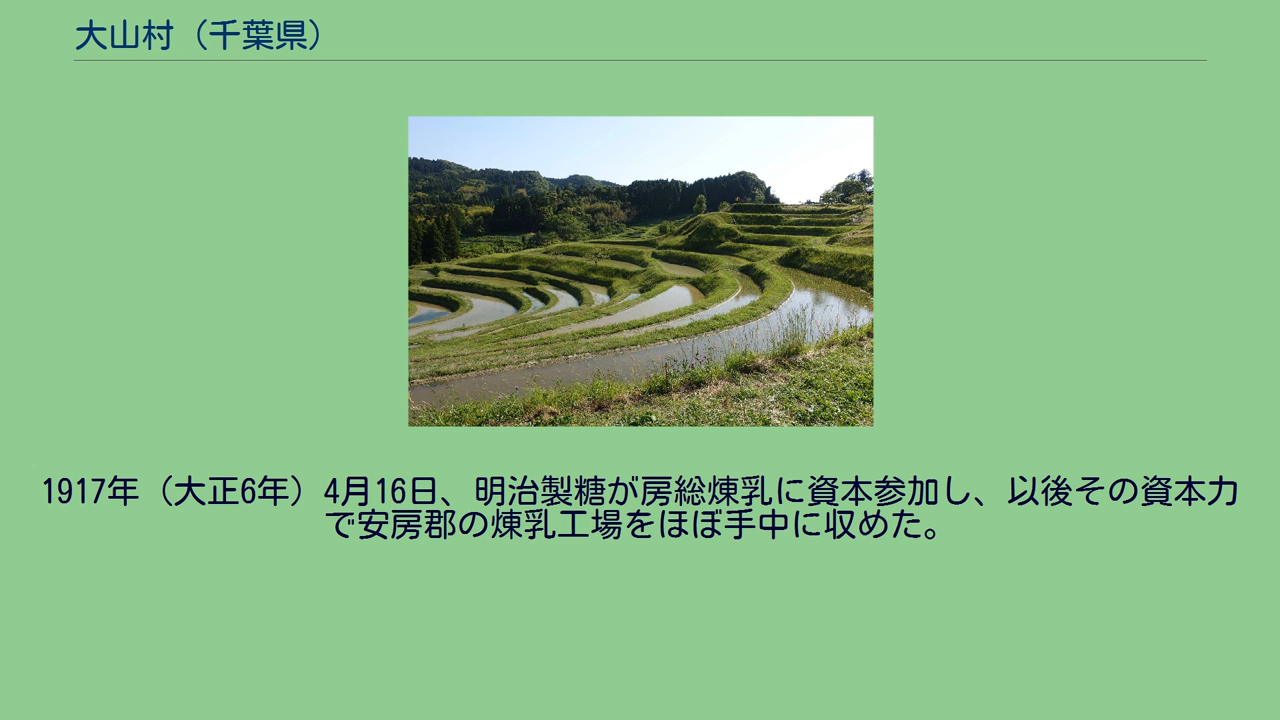 大山村（千葉県）
1917年（大正6年）4月16日、明治製糖が房総煉乳に資本参加し、以後その資本力
で安房郡の煉乳工場をほぼ手中に収めた。